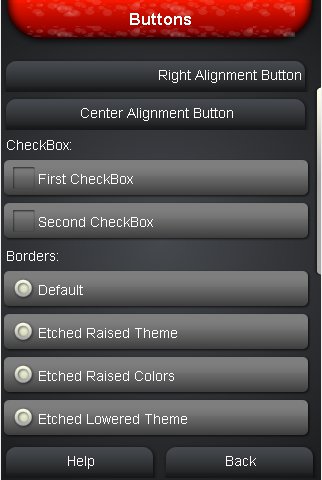 Buttons
Right Alignment Button
Center Alignment Button
CheckBox:
First CheckBox
Second CheckBox
Borders:
Default
Etched Raised Theme
Etched Raised Colors
Etched Lowered Theme
Help Back